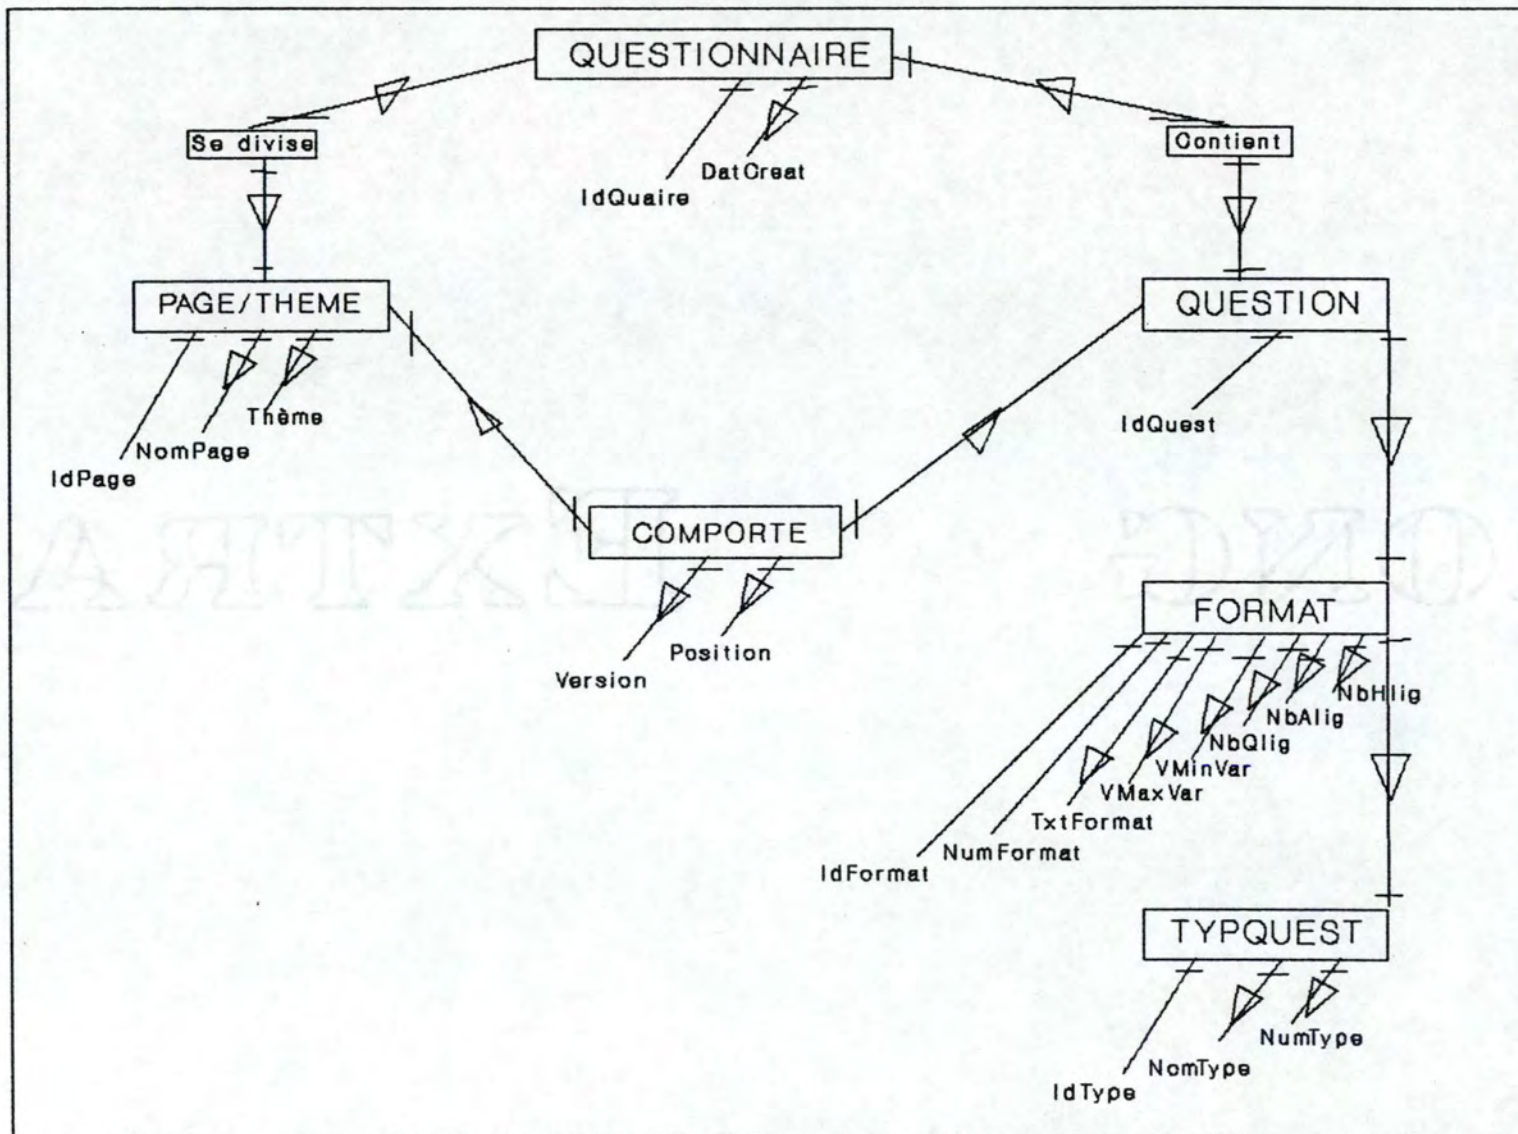 QUESTIONNAIRE
Se divise
Contient
DatCreat
IdQuaire
PAGE/THEME
QUESTION
Thème
NomPage
IdPage
IdQuest
COMPORTE
EXTRA
FORMAT
Position
Version
NbHlig
NbAlig
NbQlig
VMinVar
VMaxVar
TxtFormat
NumFormat
IdFormat
TYPQUEST
NumType
NomType
IdType